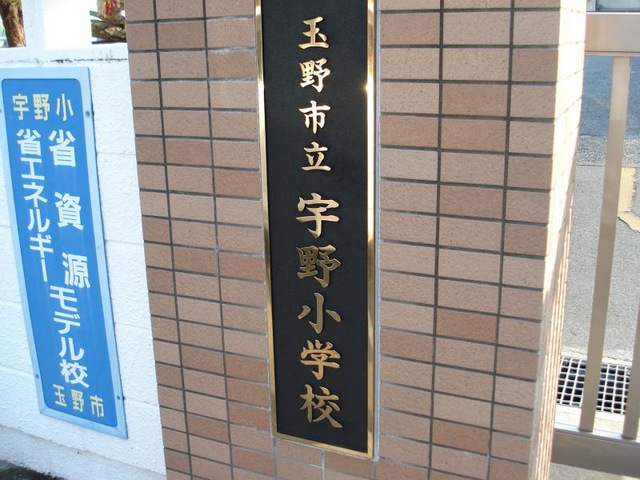 玉野市立 宇野小学校
宇野小
省資源モデル校
省エネルギー
玉野市